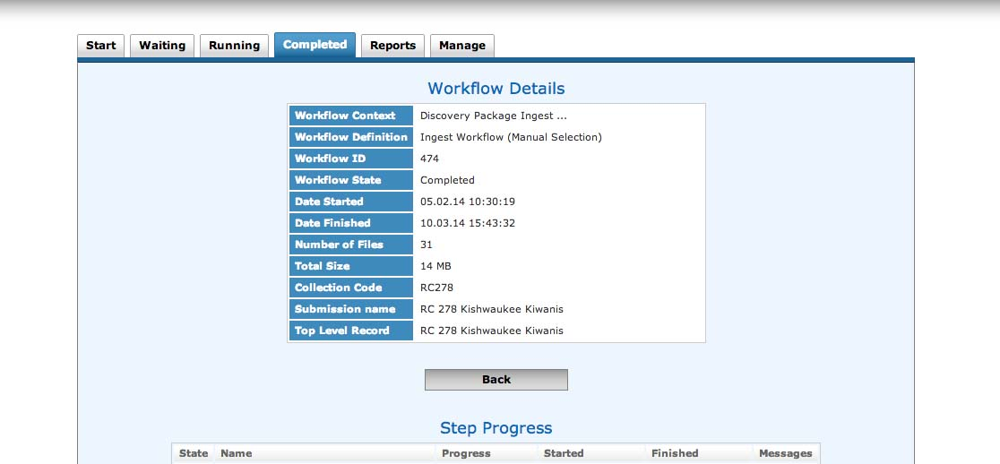 Start Waiting Running Completed Reports Manage
Workflow Details
Workflow Context Discovery Package Ingest ...
Workflow Definition Ingest Workflow (Manual Selection)
Workflow ID 474
Workflow State Completed
Date Started 05.02.14 10:30:19
Date Finished 10.03.14 15:43:32
Number of Files 31
Total Size 14 MB
Collection Code RC278
Submission name RC 278 Kishwaukee Kiwanis
Top Level Record RC 278 Kishwaukee Kiwanis
Back
Step Progress
State Name Progress Started Finished Messages